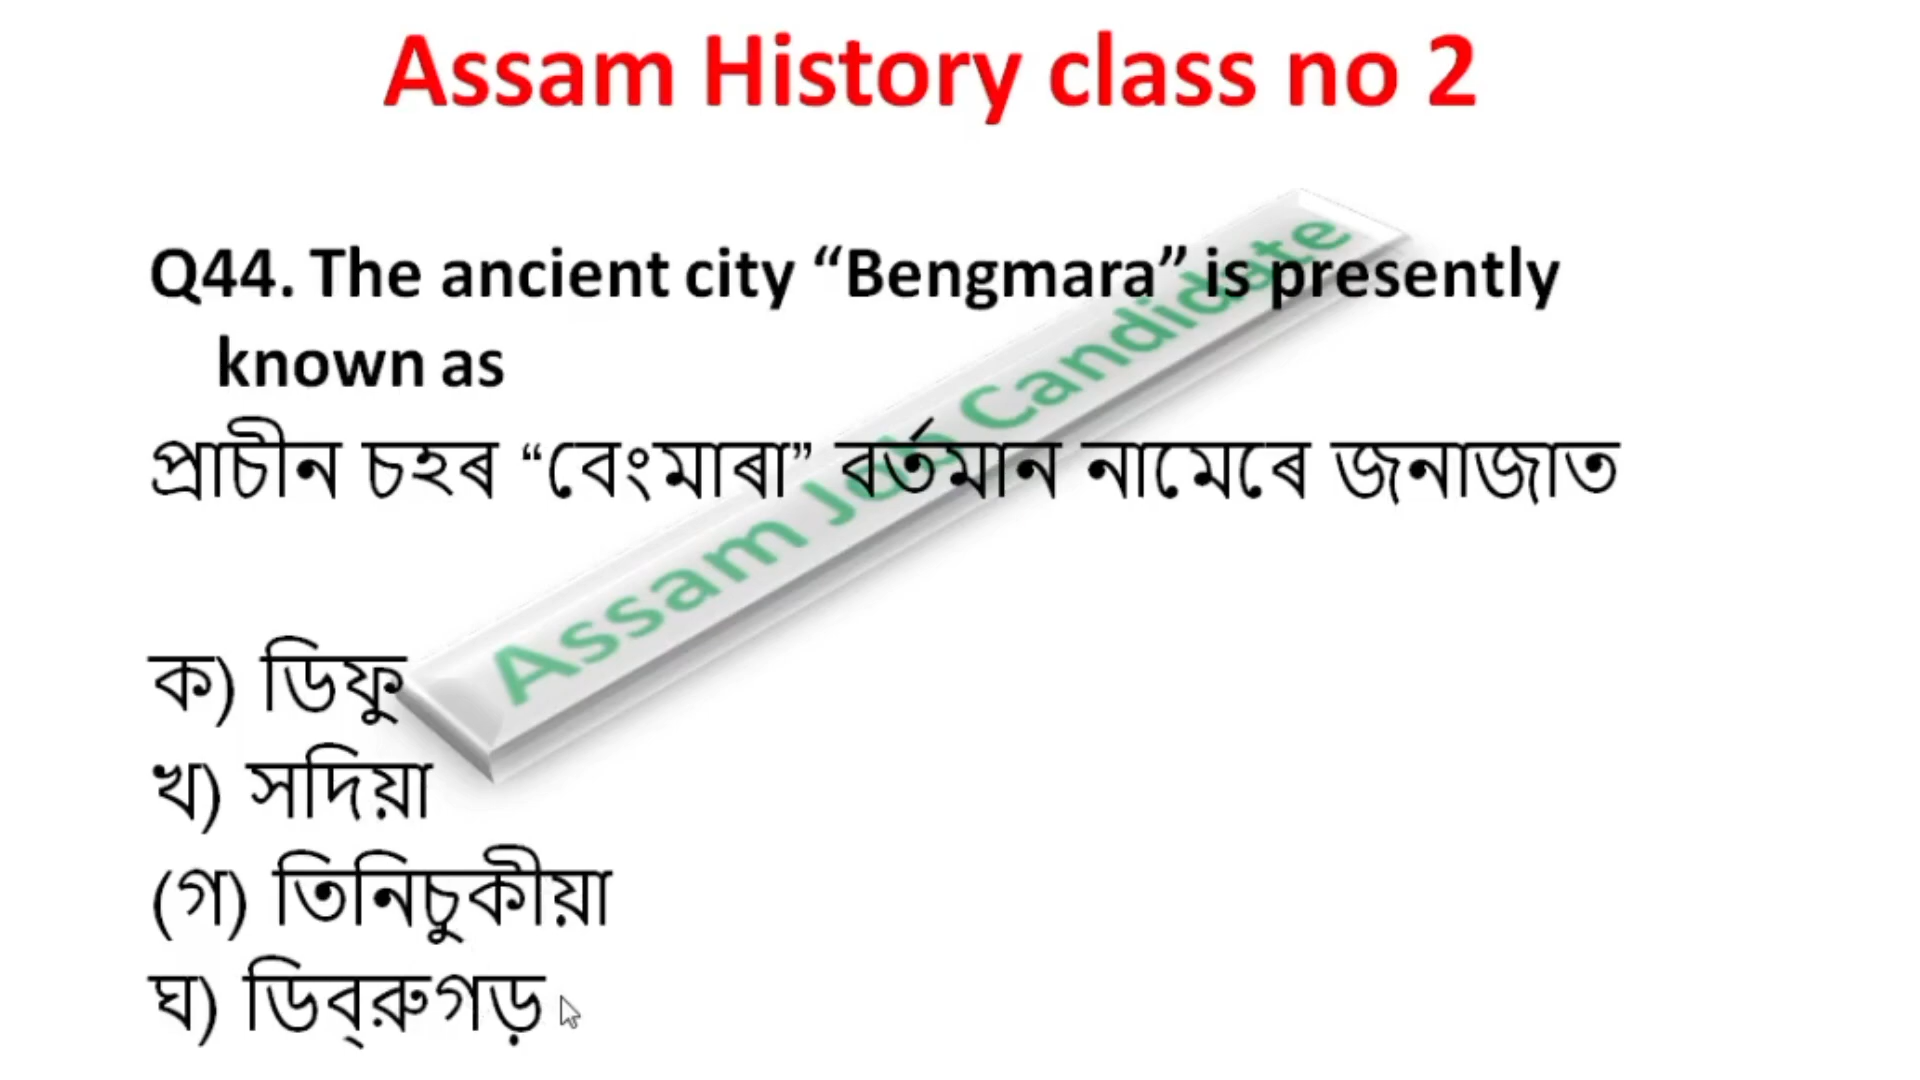 Assam History class no 2
Q44. The ancient city “Bengmara” is presently
known as
প্ৰাচীন চহৰ “বেংমাৰা” বৰ্তমান নামেৰে জনাজাত
ক) ডিফু
খ) সদিয়া
(গ) তিনিচুকীয়া
ঘ) ডিব্‌রুগড়
Assam Job Candidate